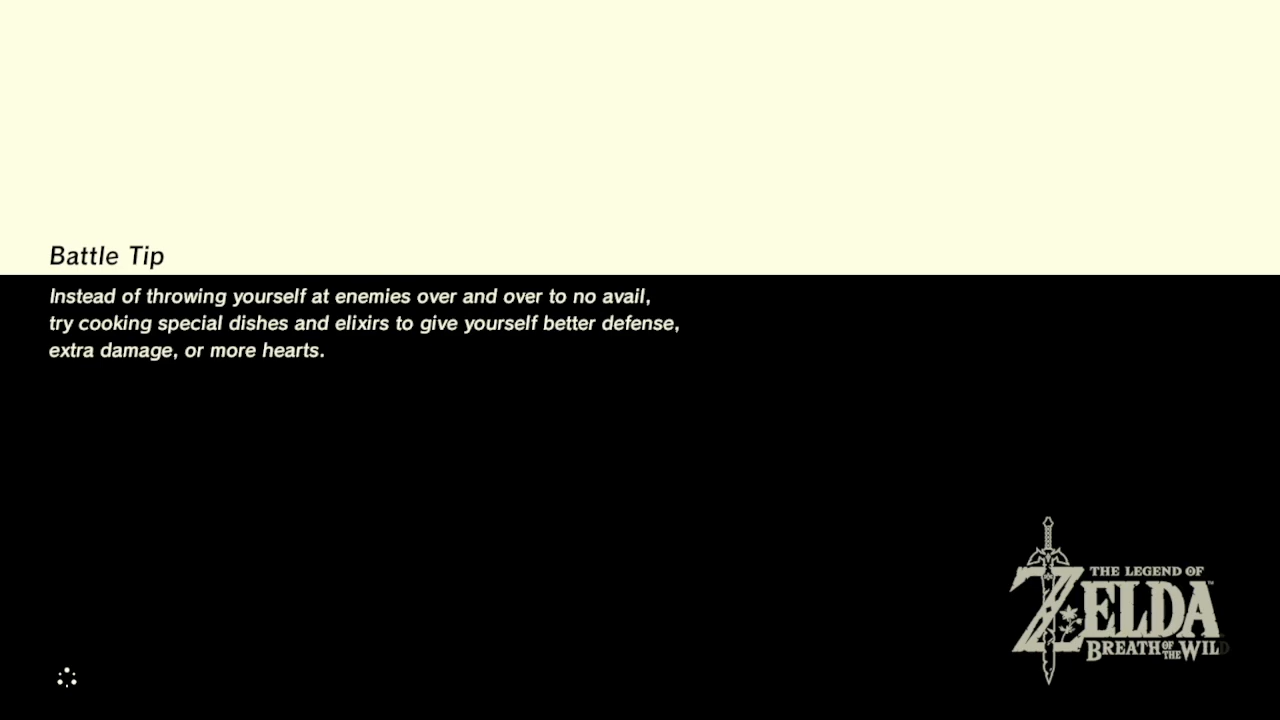 Battle Tip
Instead of throwing yourself at enemies over and over to no avail,
try cooking special dishes and elixirs to give yourself better defense,
extra damage, or more hearts.
THE LEGEND OF
ZELDA™
BREATH OF THE WILD